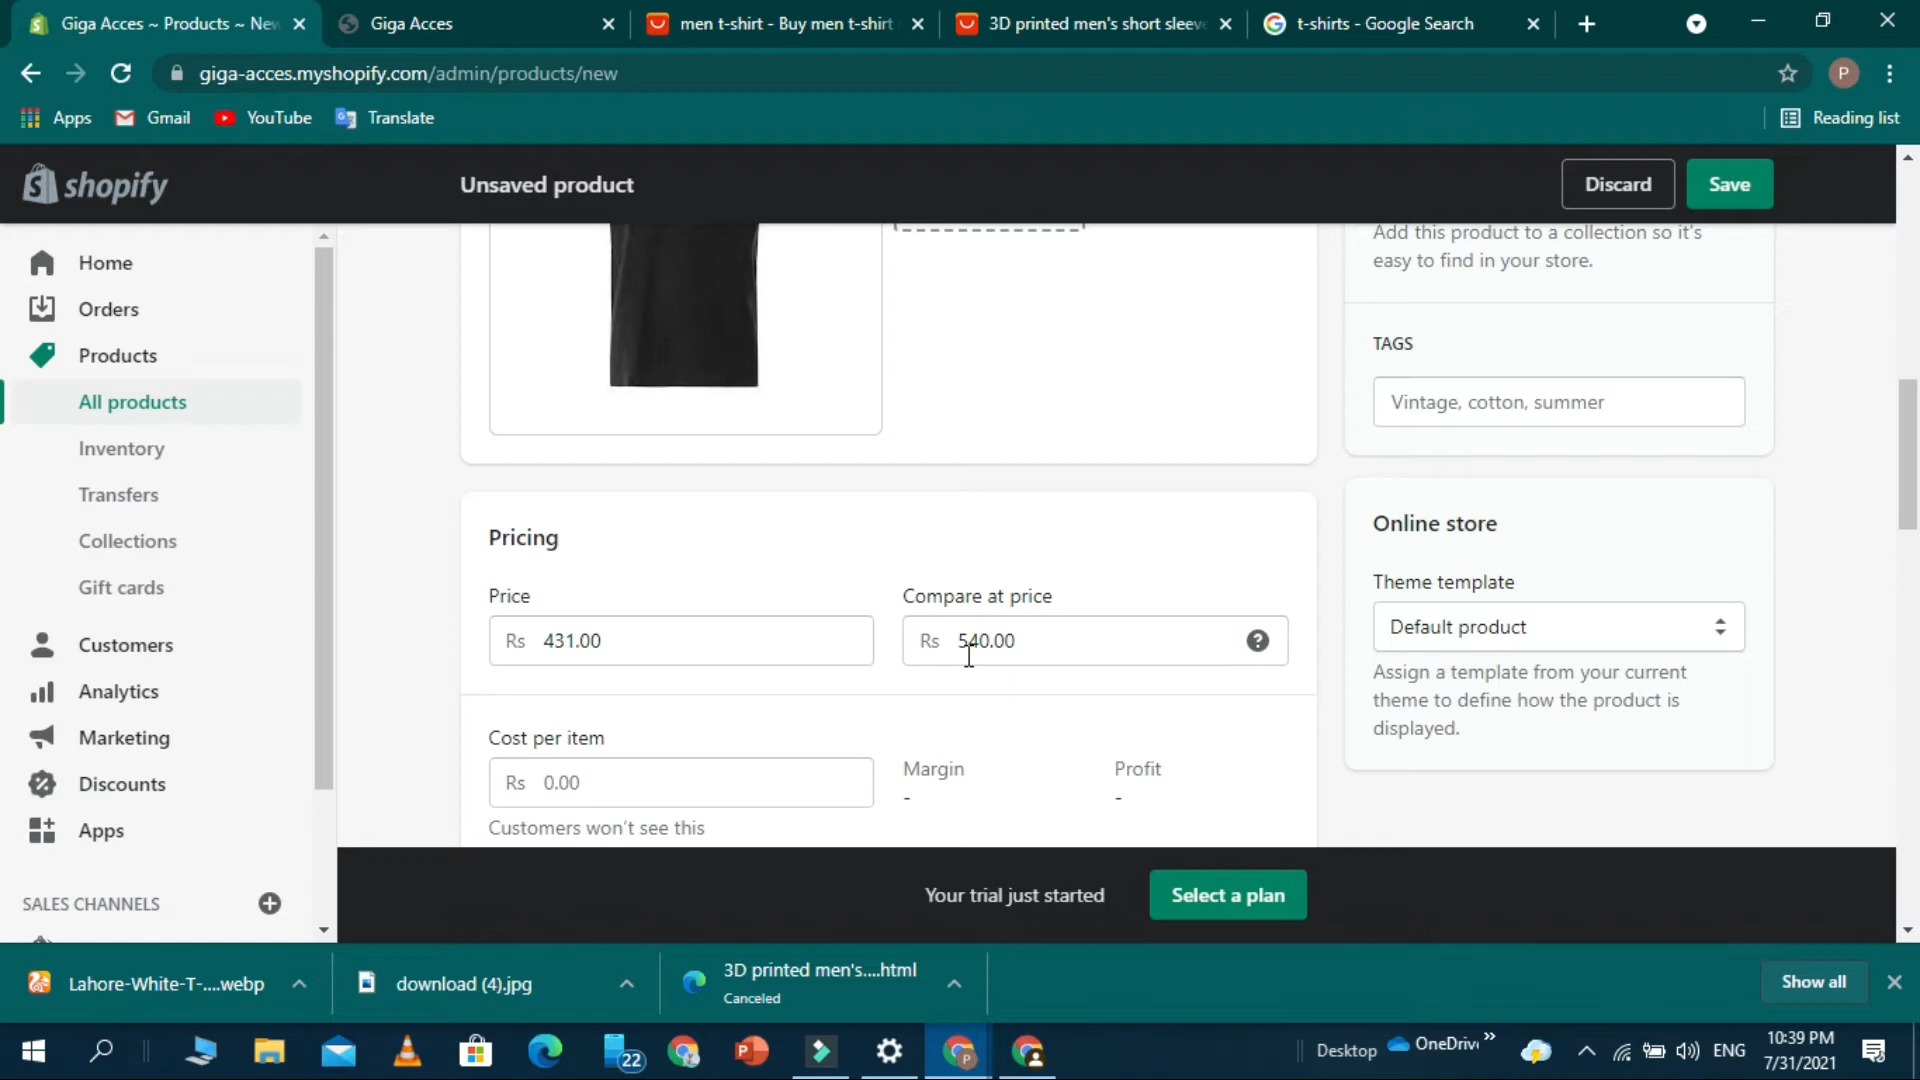 Giga Acces ~ Products ~ New
Giga Acces
men t-shirt - Buy men t-shirt
3D printed men's short sleeve
t-shirts - Google Search
giga-acces.myshopify.com/admin/products/new
P
Apps
Gmail
YouTube
Translate
Reading list
shopify
Unsaved product
Discard
Save
Home
Orders
Products
All products
Inventory
Transfers
Collections
Gift cards
Customers
Analytics
Marketing
Discounts
Apps
SALES CHANNELS
Add this product to a collection so it's
easy to find in your store.
TAGS
Vintage, cotton, summer
Pricing
Price
Rs 431.00
Compare at price
Rs 540.00
Cost per item
Rs 0.00
Customers won't see this
Margin
-
Profit
-
Online store
Theme template
Default product
Assign a template from your current
theme to define how the product is
displayed.
Your trial just started
Select a plan
Lahore-White-T-....webp
download (4).jpg
3D printed men's....html
Canceled
Show all
22
Desktop
OneDrive
ENG
10:39 PM
7/31/2021